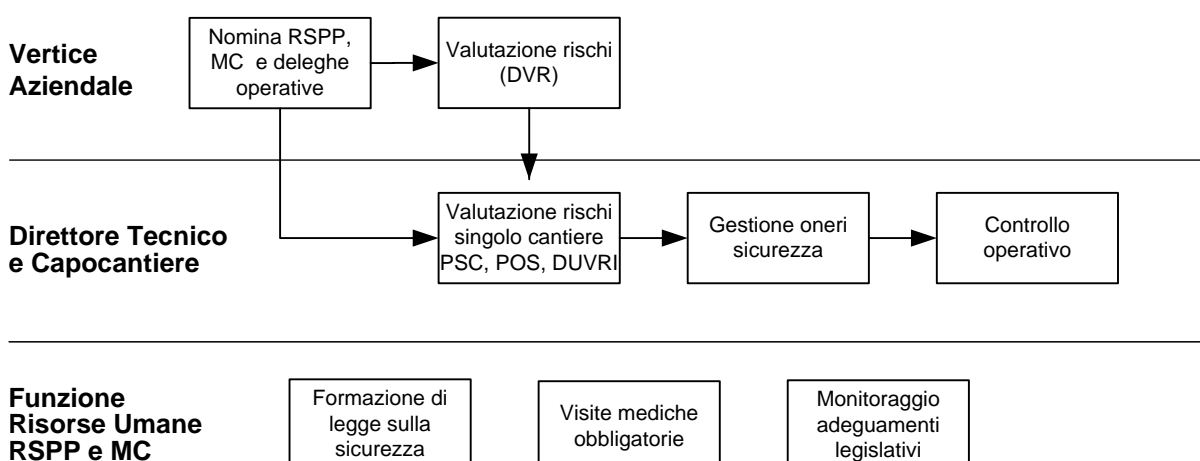 Vertice
Aziendale
Nomina RSPP,
MC e deleghe
operative
Valutazione rischi
(DVR)
Direttore Tecnico
e Capocantiere
Valutazione rischi
singolo cantiere
PSC, POS, DUVRI
Gestione oneri
sicurezza
Controllo
operativo
Funzione
Risorse Umane
RSPP e MC
Formazione di
legge sulla
sicurezza
Visite mediche
obbligatorie
Monitoraggio
adeguamenti
legislativi